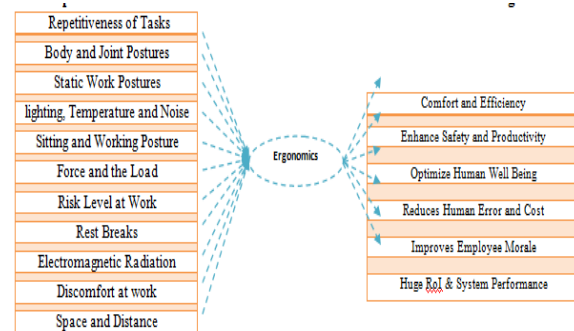 Repetitiveness of Tasks
Body and Joint Postures
Static Work Postures
lighting, Temperature and Noise
Sitting and Working Posture
Force and the Load
Risk Level at Work
Rest Breaks
Electromagnetic Radiation
Discomfort at work
Space and Distance
Ergonomics
Comfort and Efficiency
Enhance Safety and Productivity
Optimize Human Well Being
Reduces Human Error and Cost
Improves Employee Morale
Huge RoI & System Performance